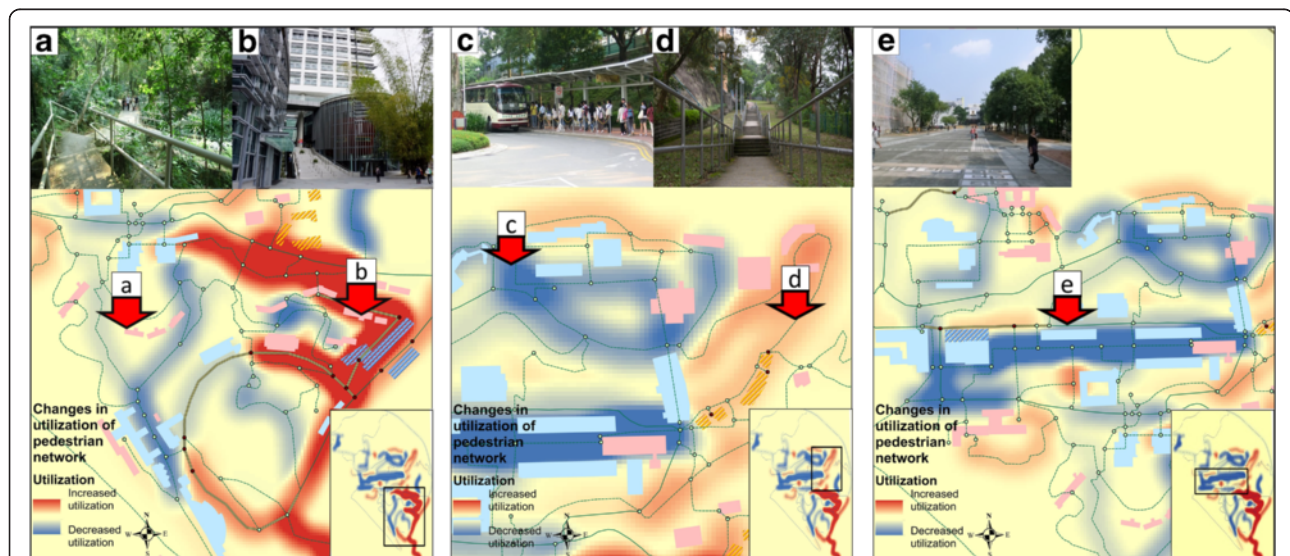 a
b
c
d
e
a
b
c
d
e
Changes in
utilization of
pedestrian
network
Utilization
Increased
utilization
Decreased
utilization
N
W E
S
Changes in
utilization of
pedestrian
network
Utilization
Increased
utilization
Decreased
utilization
N
W E
S
Changes in
utilization of
pedestrian
network
Utilization
Increased
utilization
Decreased
utilization
N
W E
S